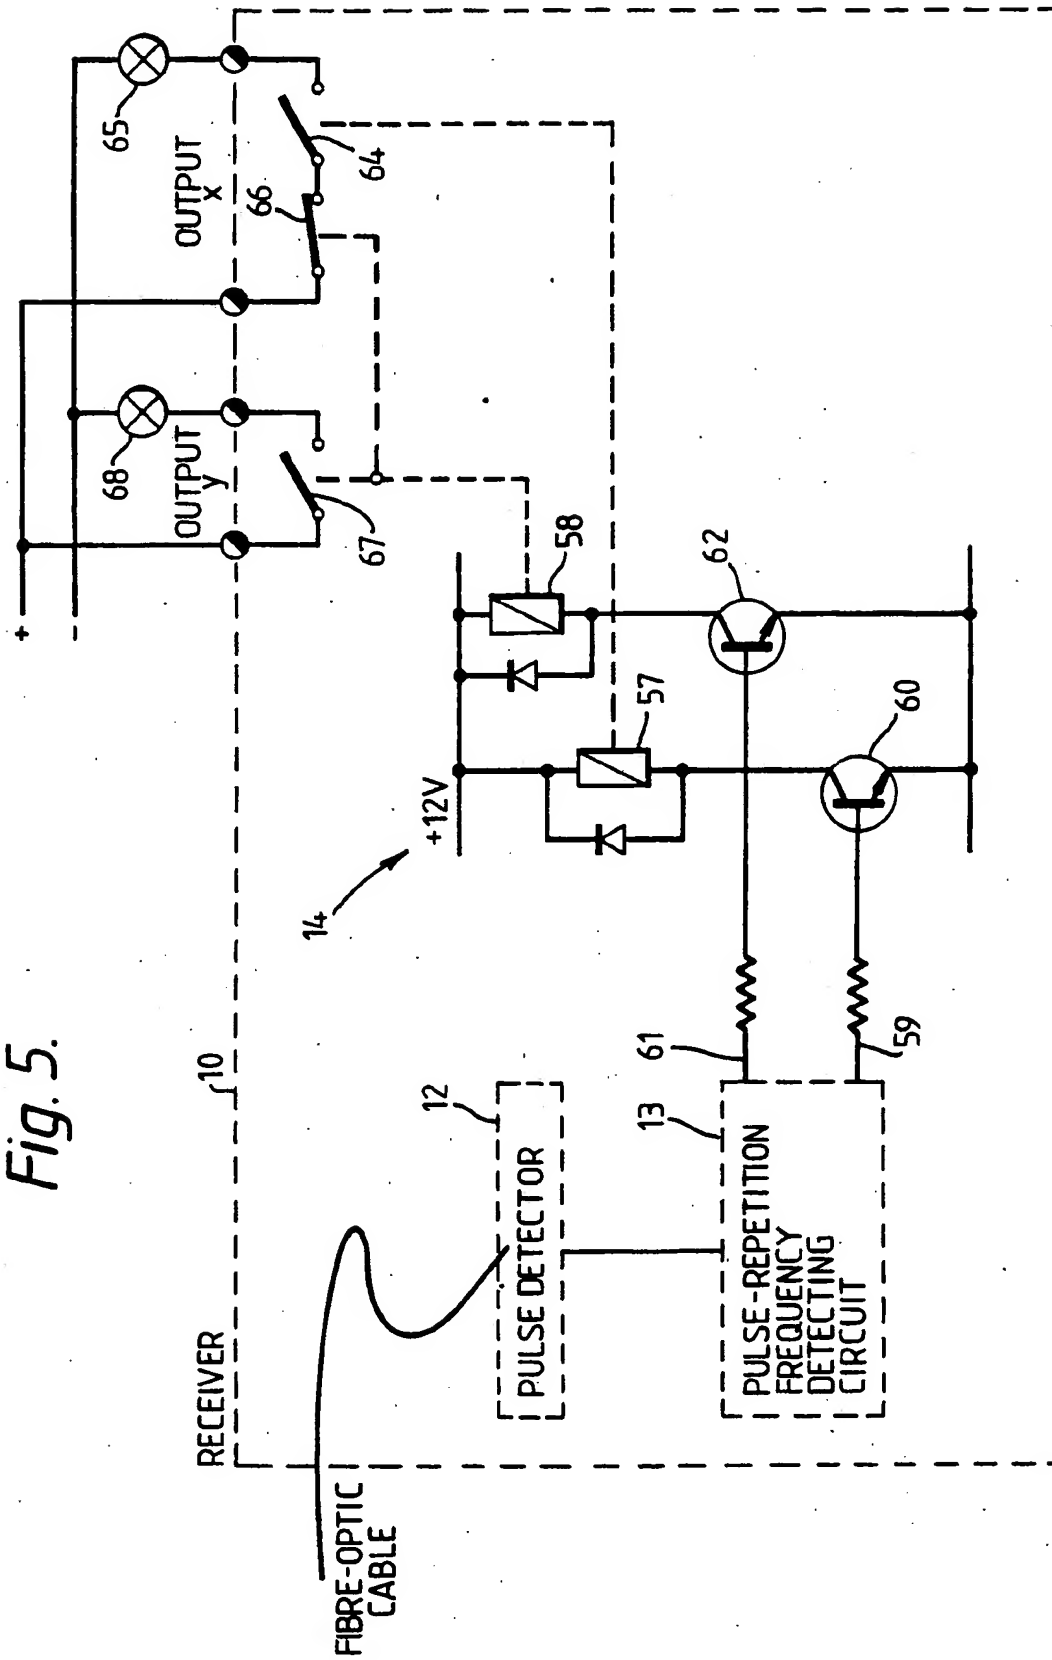 Fig. 5.
RECEIVER
10
FIBRE-OPTIC
CABLE
PULSE DETECTOR
12
PULSE-REPETITION
FREQUENCY
DETECTING
CIRCUIT
13
61
59
14
+12V
57
58
60
62
+
-
68
OUTPUT
y
67
OUTPUT
x
66
64
65